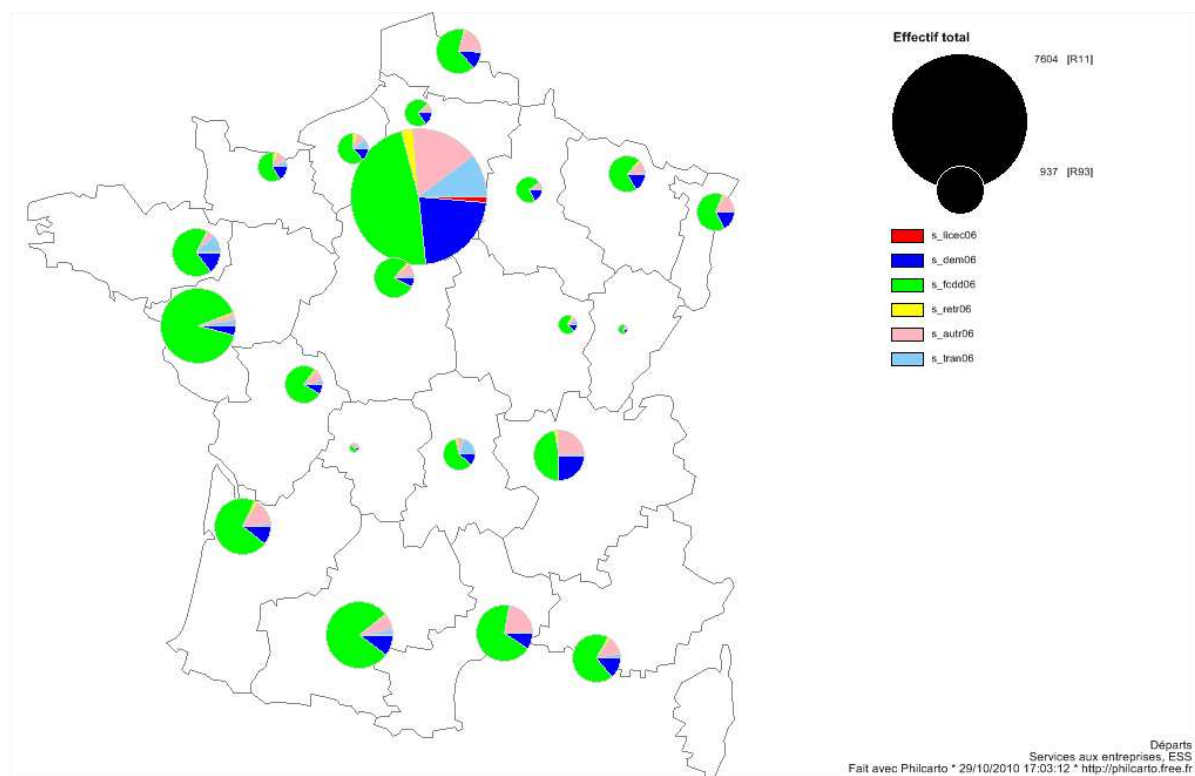 Effectif total
7604 [R11]
937 [R93]
s_licec06
s_dem06
s_fcdd06
s_retr06
s_autr06
s_tran06
Départs
Services aux entreprises, ESS
Fait avec Philcarto * 29/10/2010 17:03:12 * http://philcarto.free.fr